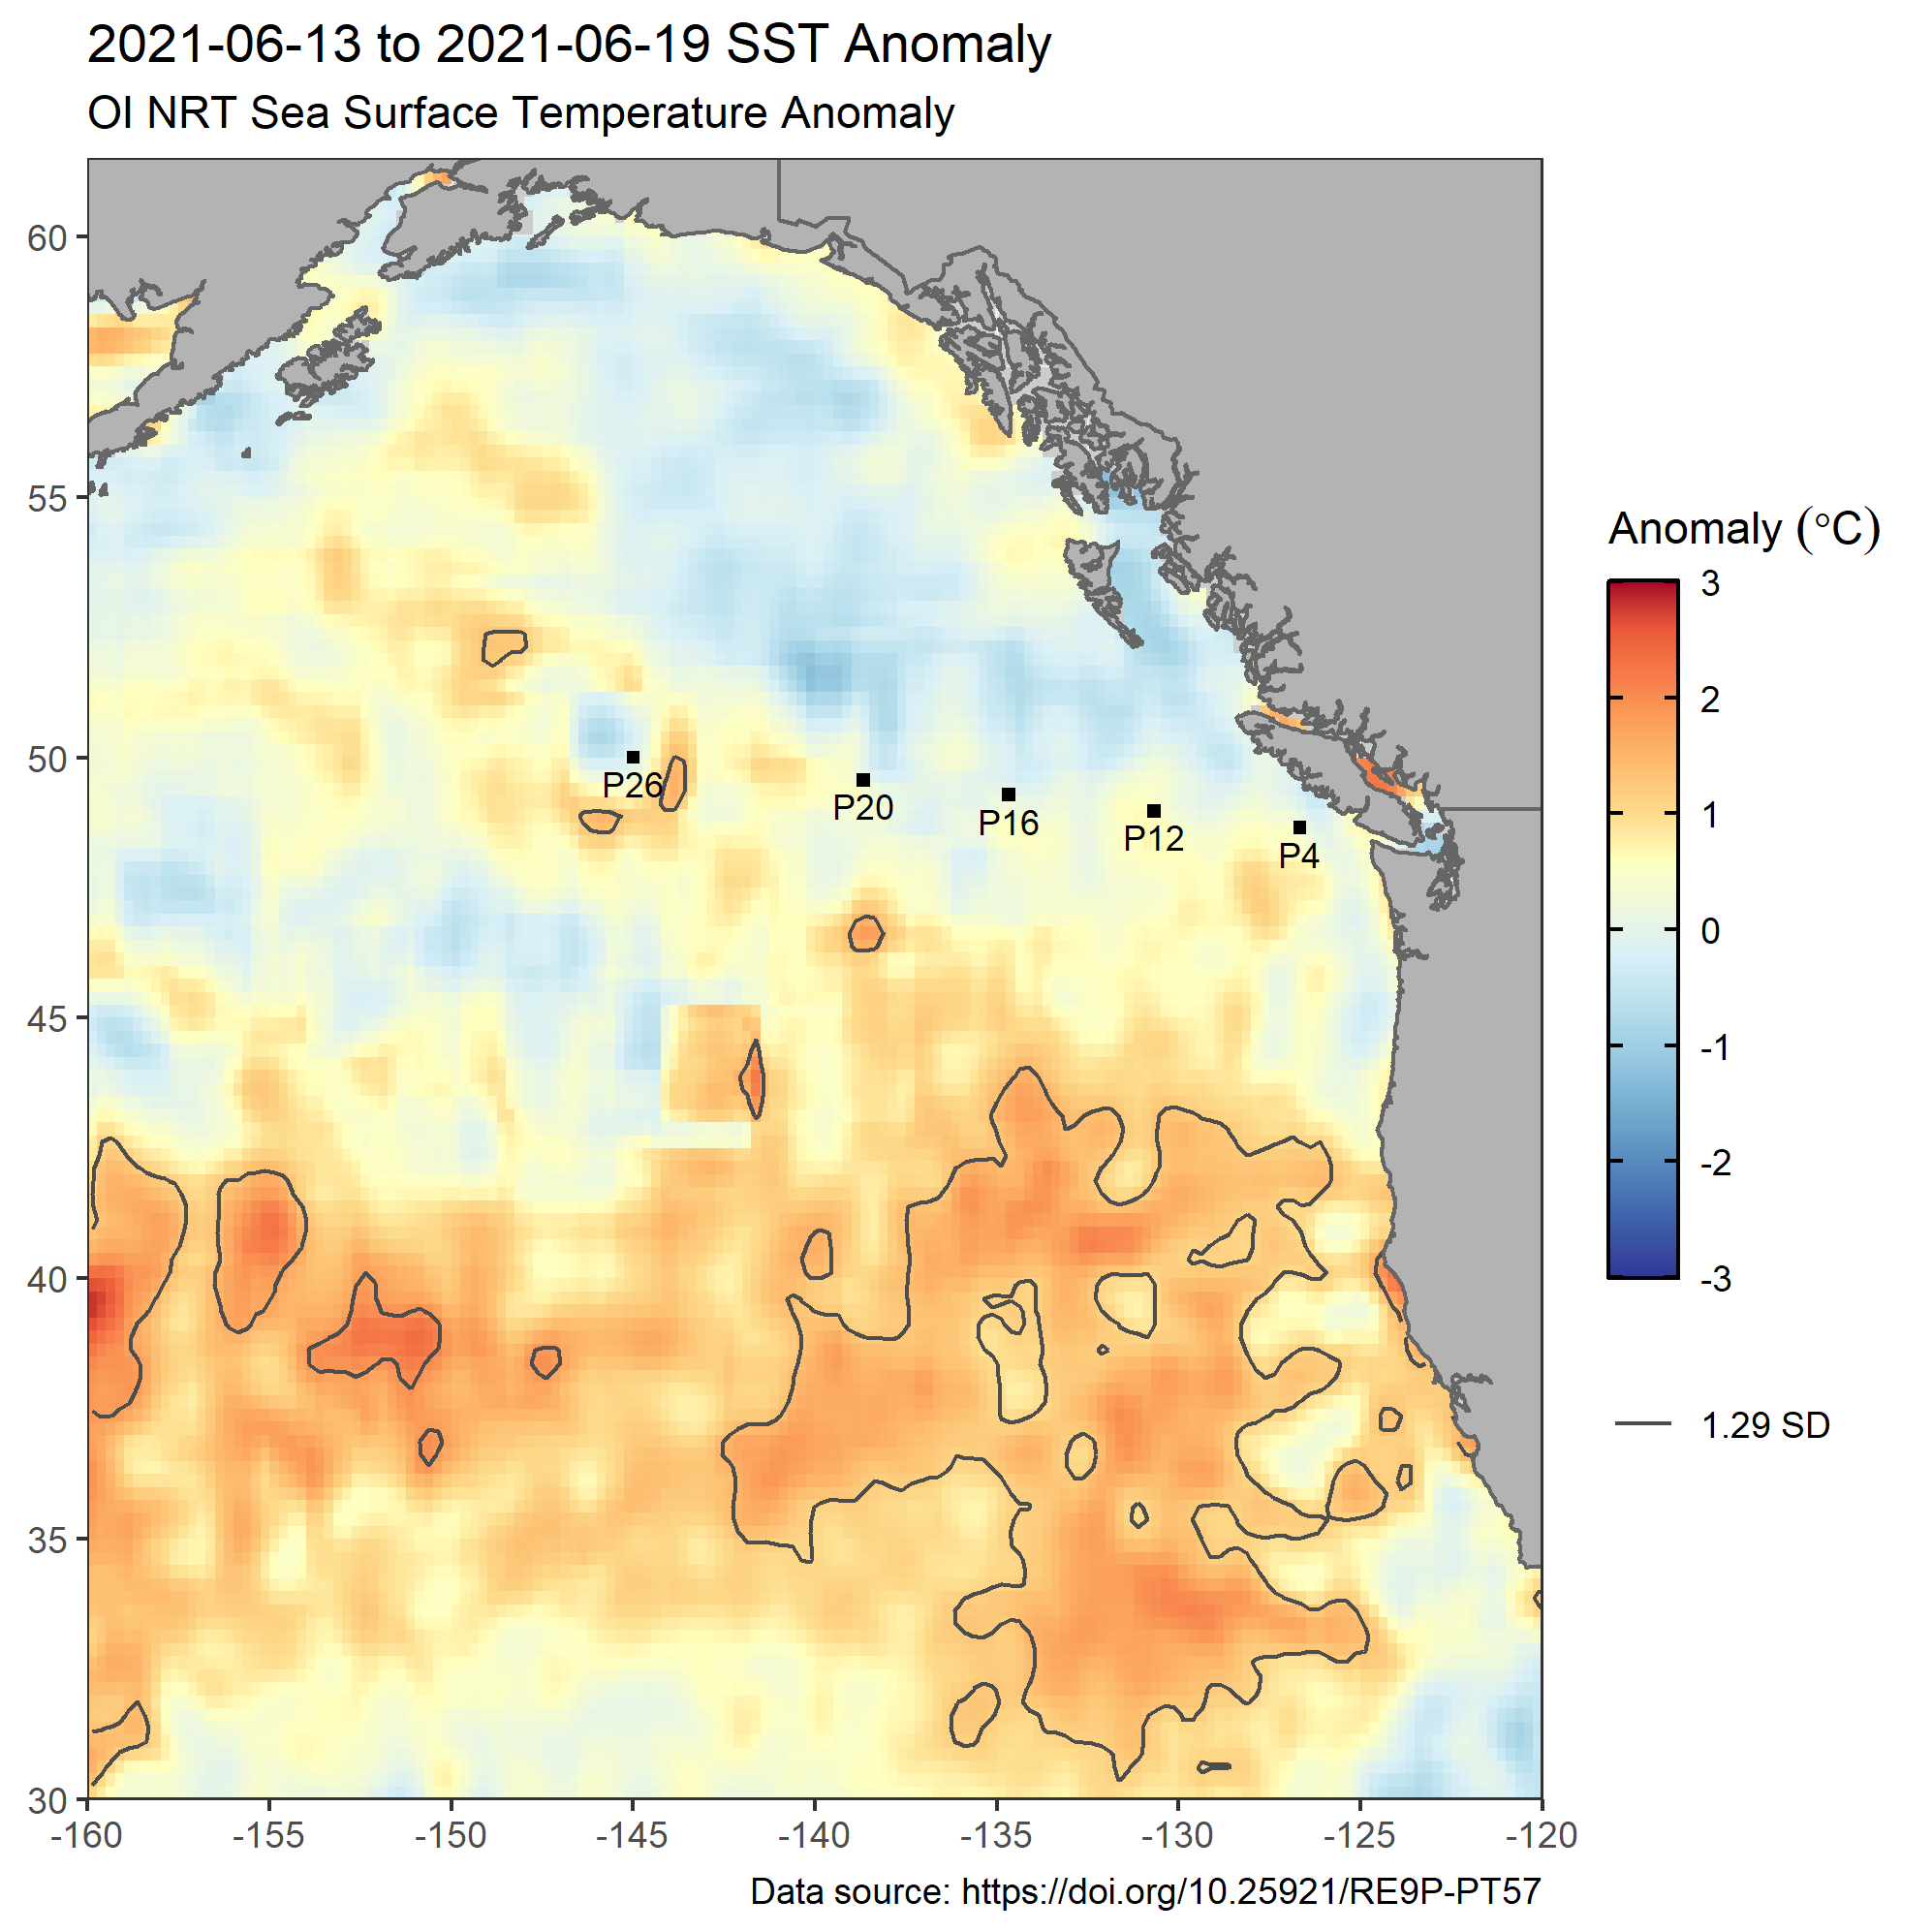 2021-06-13 to 2021-06-19 SST Anomaly
OI NRT Sea Surface Temperature Anomaly
60
55
50
45
40
35
30
-160
-155
-150
-145
-140
-135
-130
-125
-120
P26
P20
P16
P12
P4
Anomaly (°C)
3
2
1
0
-1
-2
-3
1.29 SD
Data source: https://doi.org/10.25921/RE9P-PT57